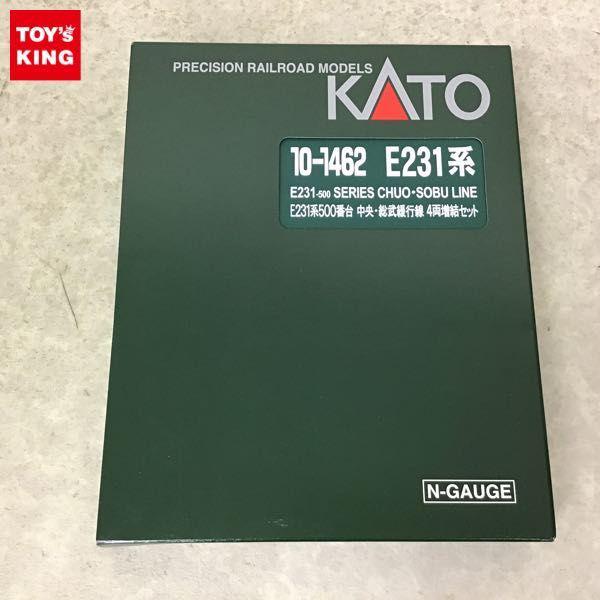 TOY's
KING
PRECISION RAILROAD MODELS
KATO
10-1462 E231系
E231-500 SERIES CHUO・SOBU LINE
E231系500番台 中央・総武緩行線 4両増結セット
N-GAUGE